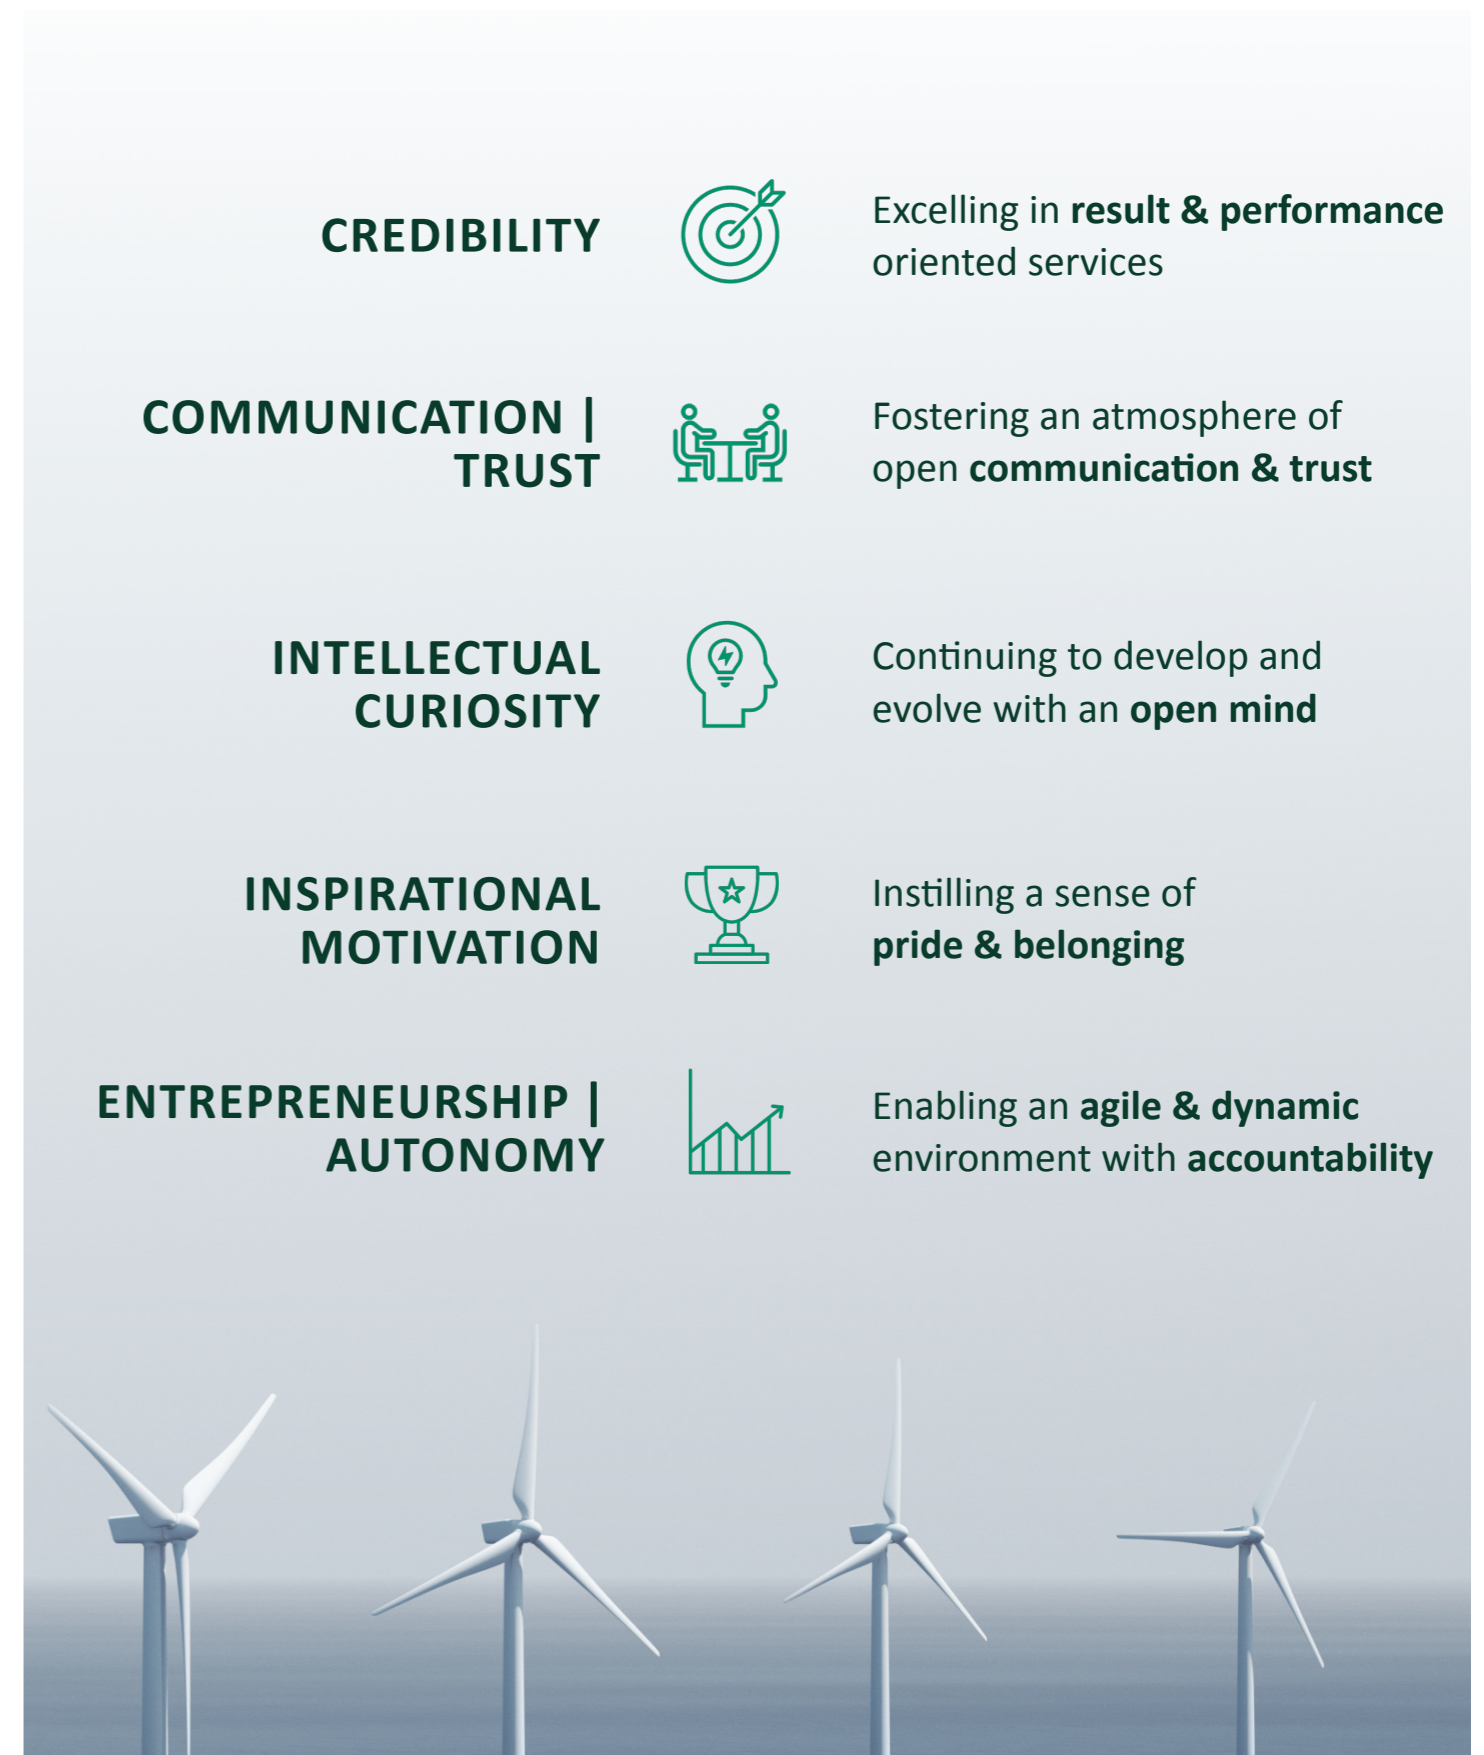 CREDIBILITY
Excelling in result & performance
oriented services
COMMUNICATION |
TRUST
Fostering an atmosphere of
open communication & trust
INTELLECTUAL
CURIOSITY
Continuing to develop and
evolve with an open mind
INSPIRATIONAL
MOTIVATION
Instilling a sense of
pride & belonging
ENTREPRENEURSHIP |
AUTONOMY
Enabling an agile & dynamic
environment with accountability